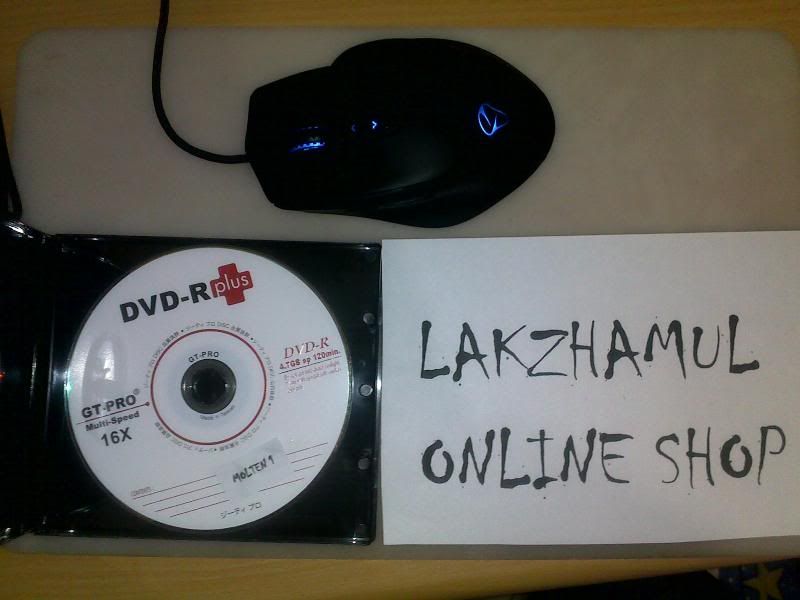 DVD-R plus
GT-PRO
DVD-R
4.7GB sp 120min.
GT-PRO®
Multi-Speed
16X
MOLTEN 1
CONTENTS
ジーティ プロ
LAKZHAMUL
ONLINE SHOP